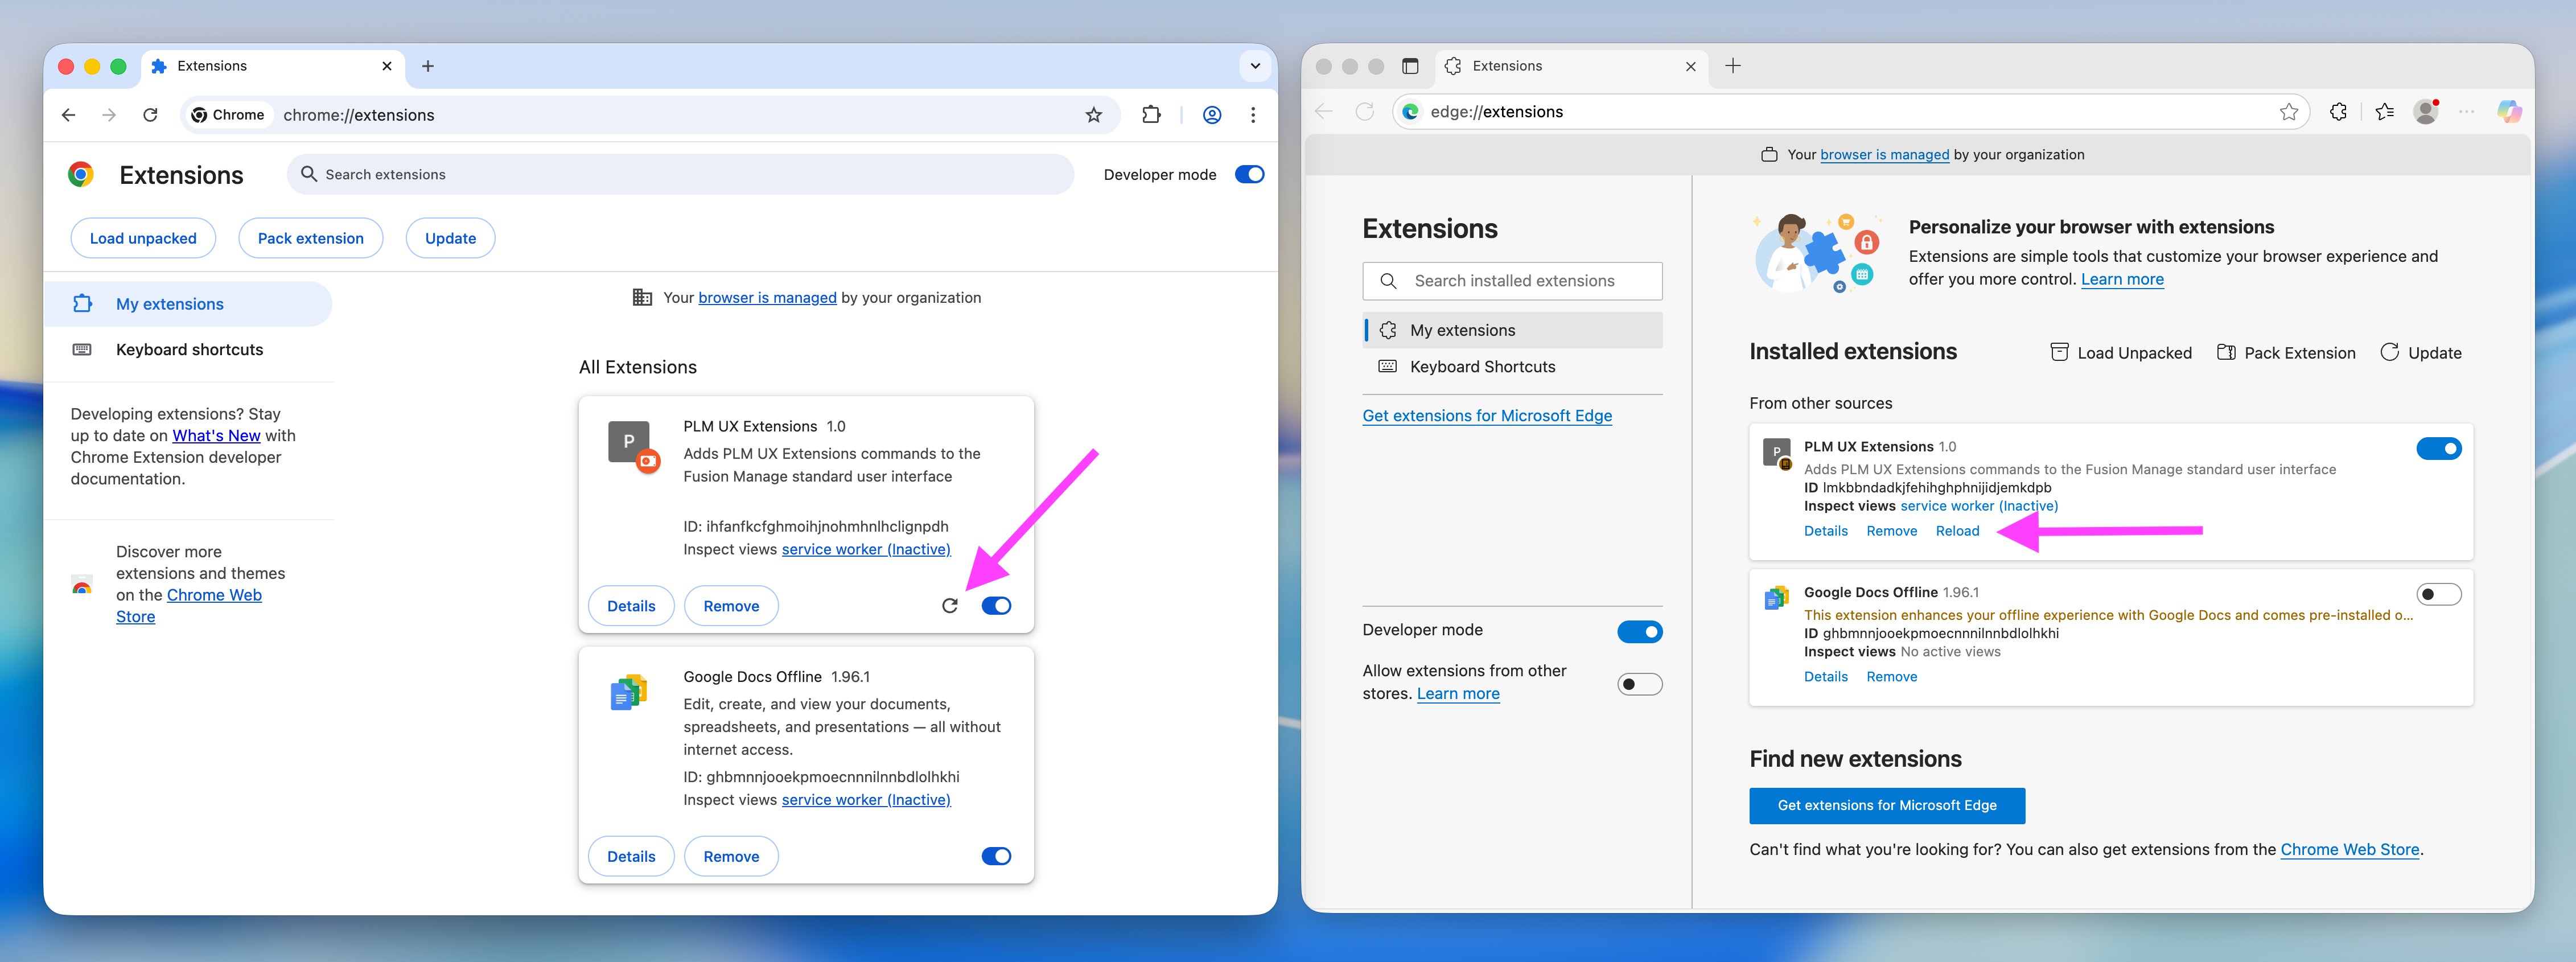 Extensions
Chrome
chrome://extensions
Extensions
Search extensions
Developer mode
Load unpacked
Pack extension
Update
My extensions
Keyboard shortcuts
Developing extensions? Stay
up to date on What's New with
Chrome Extension developer
documentation.
Discover more
extensions and themes
on the Chrome Web
Store
Your browser is managed by your organization
All Extensions
P
PLM UX Extensions 1.0
Adds PLM UX Extensions commands to the
Fusion Manage standard user interface
ID: ihfanfkcfghmoihjnohmhnlhclignpdh
Inspect views service worker (Inactive)
Details
Remove
Google Docs Offline 1.96.1
Edit, create, and view your documents,
spreadsheets, and presentations — all without
internet access.
ID: ghbmnnjooekpmoecnnnilnnbdlolhkhi
Inspect views service worker (Inactive)
Details
Remove
Extensions
edge://extensions
Your browser is managed by your organization
Extensions
Search installed extensions
My extensions
Keyboard Shortcuts
Get extensions for Microsoft Edge
Developer mode
Allow extensions from other
stores. Learn more
Personalize your browser with extensions
Extensions are simple tools that customize your browser experience and
offer you more control. Learn more
Installed extensions
Load Unpacked
Pack Extension
Update
From other sources
P
PLM UX Extensions 1.0
Adds PLM UX Extensions commands to the Fusion Manage standard user interface
ID lmkbbndadkjfehihghphnijidjemkdpb
Inspect views service worker (Inactive)
Details
Remove
Reload
Google Docs Offline 1.96.1
This extension enhances your offline experience with Google Docs and comes pre-installed o...
ID ghbmnnjooekpmoecnnnilnnbdlolhkhi
Inspect views No active views
Details
Remove
Find new extensions
Get extensions for Microsoft Edge
Can't find what you're looking for? You can also get extensions from the Chrome Web Store.